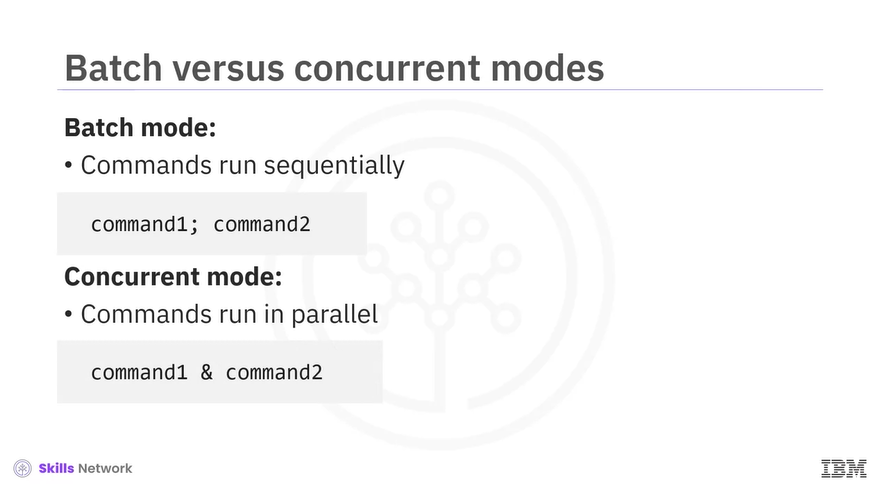 Batch versus concurrent modes
Batch mode:
• Commands run sequentially
command1; command2
Concurrent mode:
• Commands run in parallel
command1 & command2
Skills Network
IBM